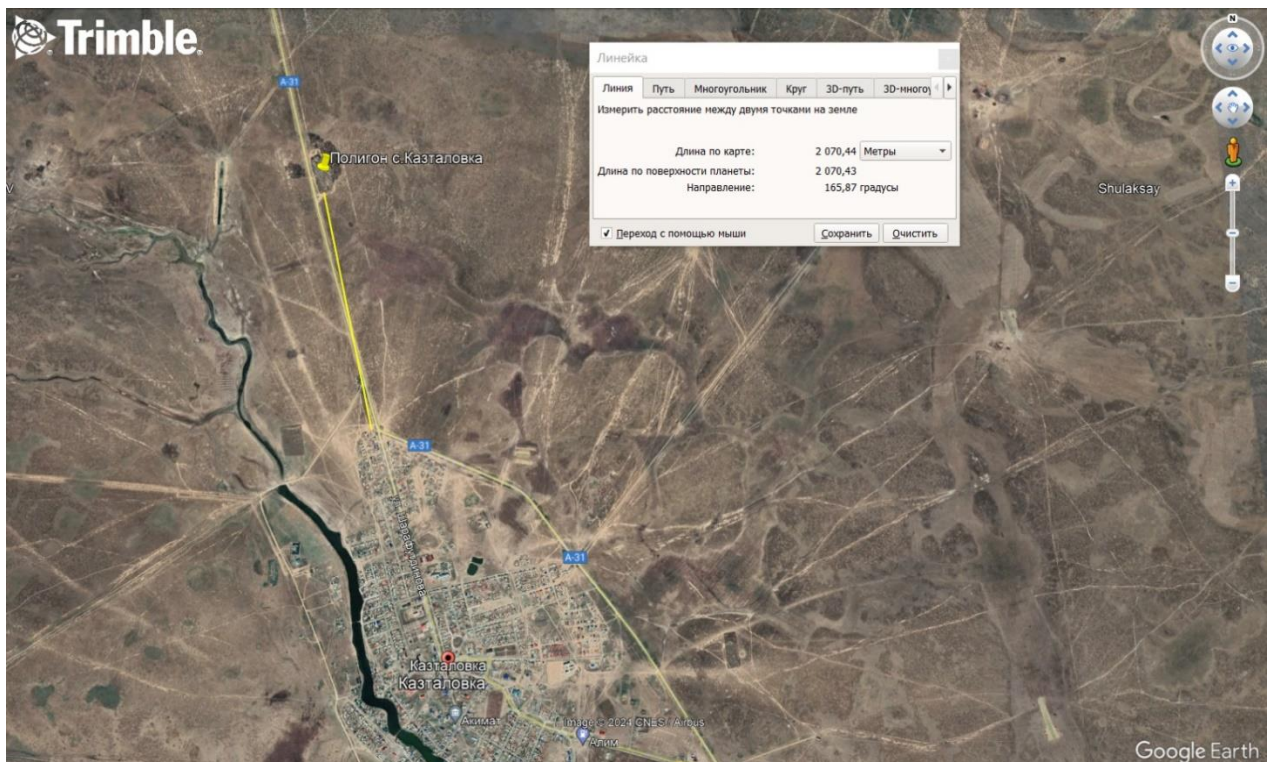 Trimble.
N
Линейка
Линия Путь Многоугольник Круг 3D-путь 3D-многоу
Измерить расстояние между двумя точками на земле
Длина по карте: 2 070,44 Метры
Длина по поверхности планеты: 2 070,43
Направление: 165,87 градусы
Переход с помощью мыши Сохранить Очистить
A-31
Полигон с.Казталовка
Shulaksay
A-31
A-31
Казталовка
Казталовка
Акимат
Image © 2024 CNES / Airbus
Алим
Google Earth